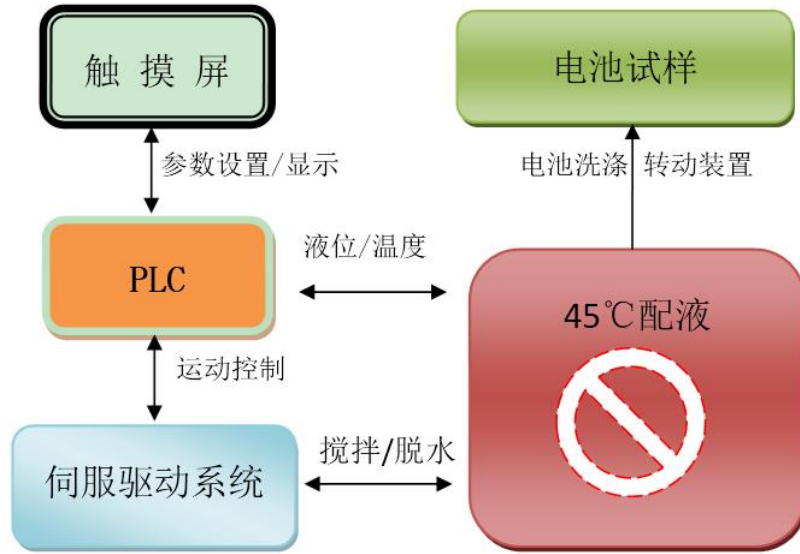 触 摸 屏
电池试样
参数设置/显示
电池洗涤 转动装置
PLC
液位/温度
45℃配液
运动控制
伺服驱动系统
搅拌/脱水